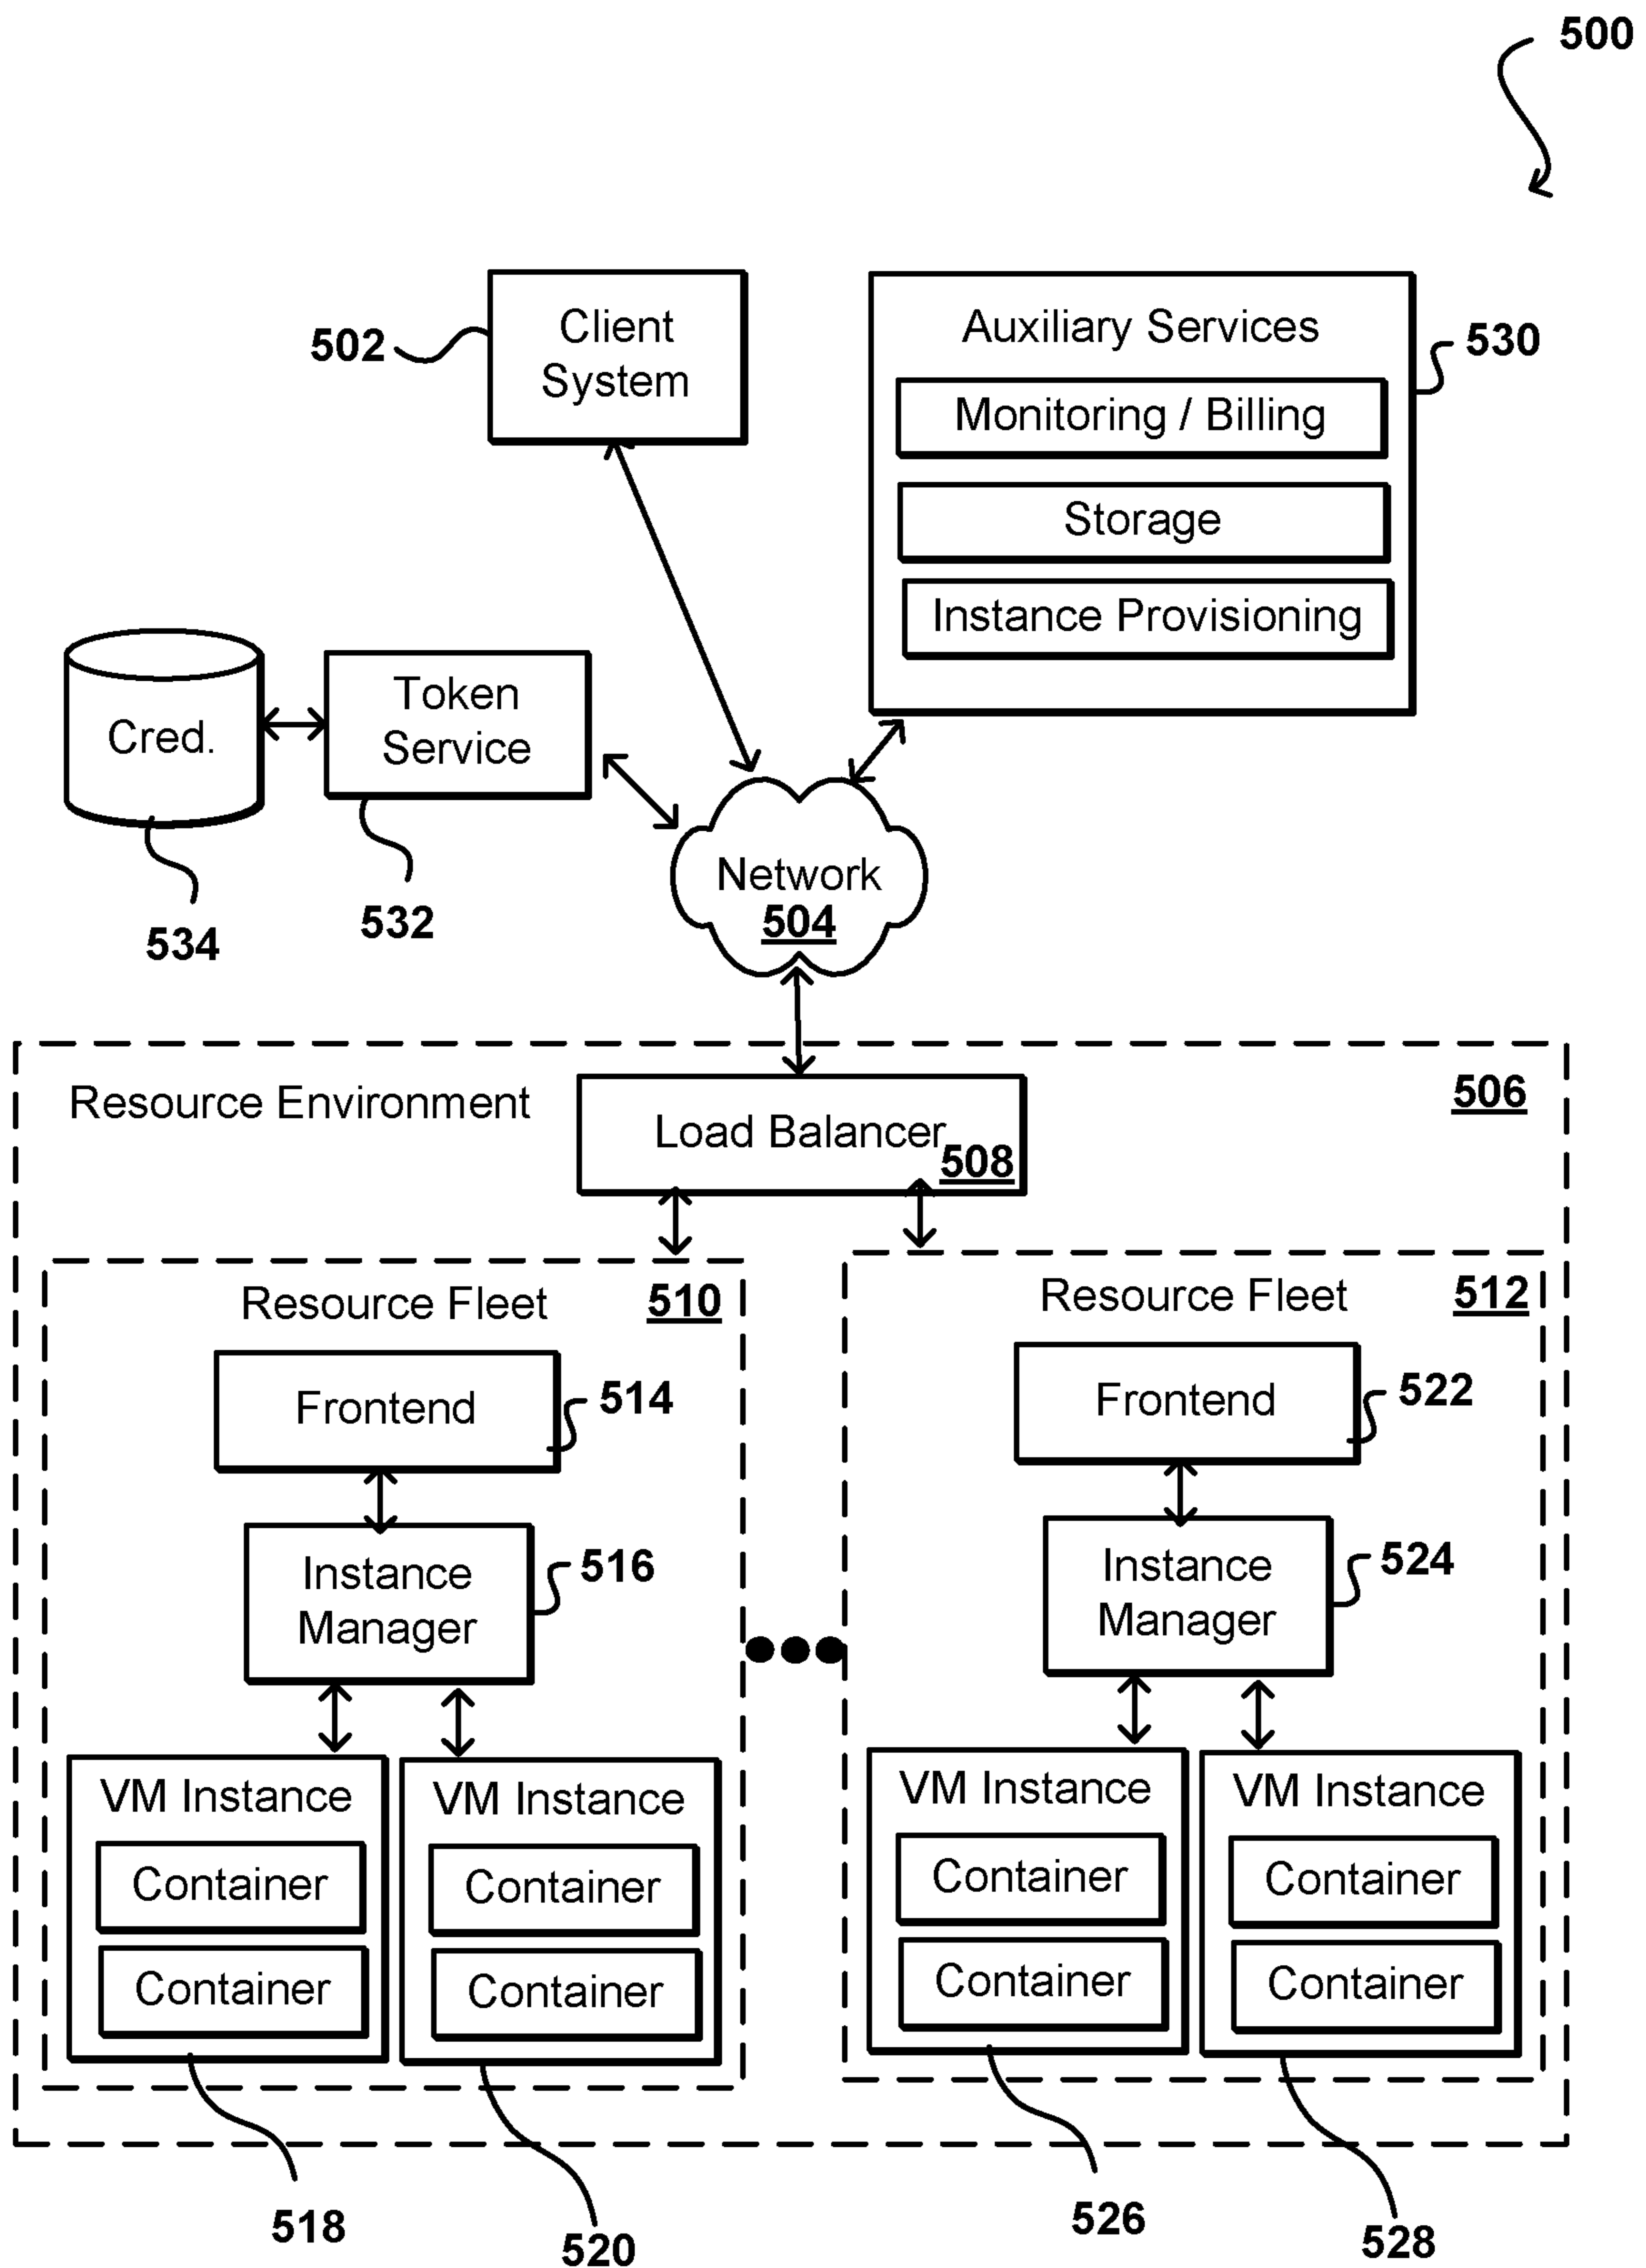 500
Client
System
502
Auxiliary Services
530
Monitoring / Billing
Storage
Instance Provisioning
Cred.
Token
Service
534
532
Network
504
Resource Environment
506
Load Balancer
508
Resource Fleet
510
Frontend
514
Instance
Manager
516
VM Instance
Container
Container
VM Instance
Container
Container
518
520
Resource Fleet
512
Frontend
522
Instance
Manager
524
VM Instance
Container
Container
VM Instance
Container
Container
526
528